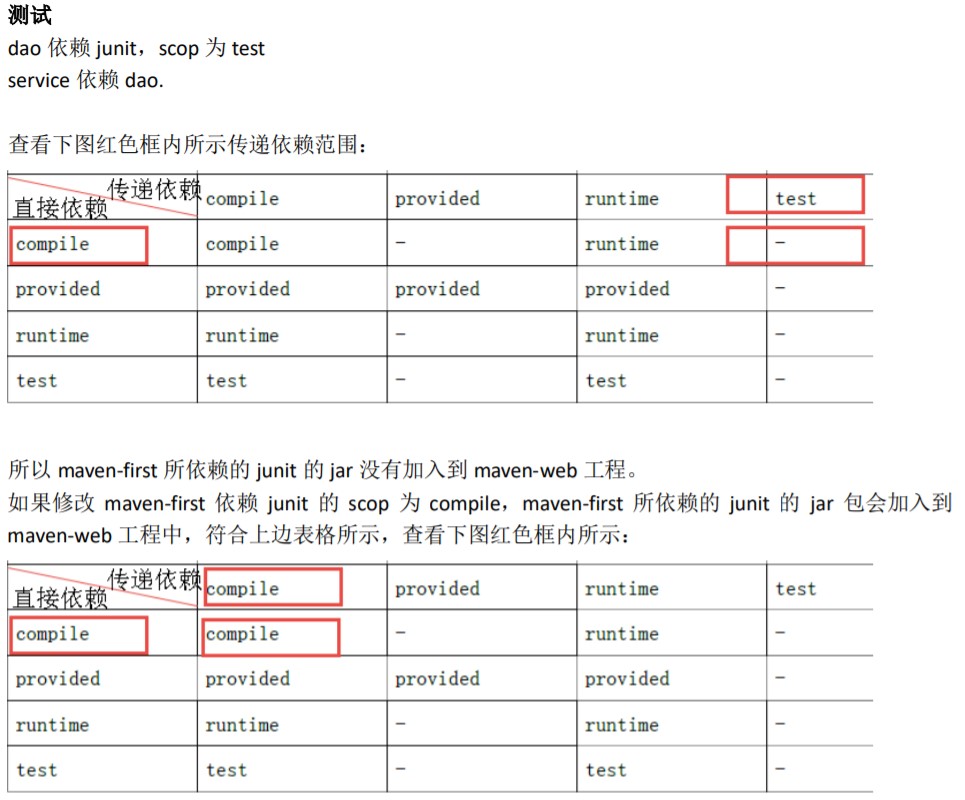 测试
dao 依赖 junit，scop 为 test
service 依赖 dao.
查看下图红色框内所示传递依赖范围：
传递依赖
直接依赖 compile provided runtime test
compile compile － runtime －
provided provided provided provided －
runtime runtime － runtime －
test test － test －
所以 maven-first 所依赖的 junit 的 jar 没有加入到 maven-web 工程。
如果修改 maven-first 依赖 junit 的 scop 为 compile，maven-first 所依赖的 junit 的 jar 包会加入到
maven-web 工程中，符合上边表格所示，查看下图红色框内所示：
传递依赖
直接依赖 compile provided runtime test
compile compile － runtime －
provided provided provided provided －
runtime runtime － runtime －
test test － test －